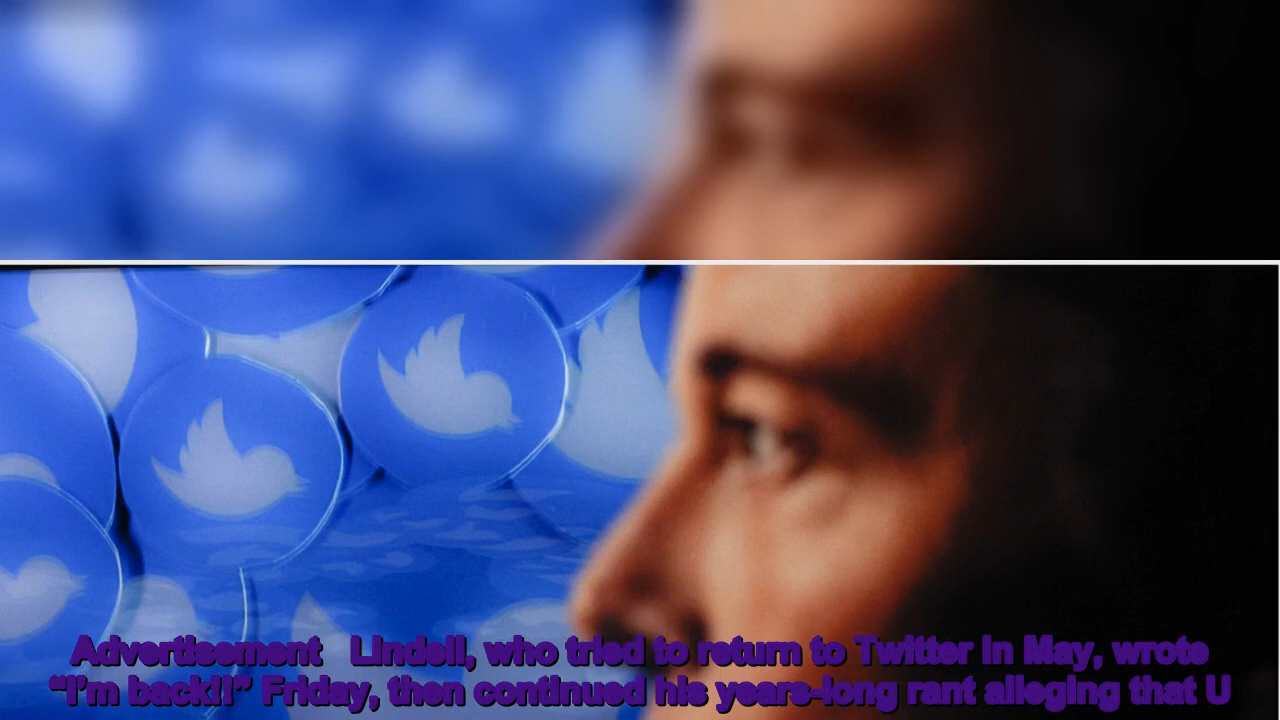 Advertisement   Lindell, who tried to return to Twitter in May, wrote
“I’m back!!” Friday, then continued his years-long rant alleging that U